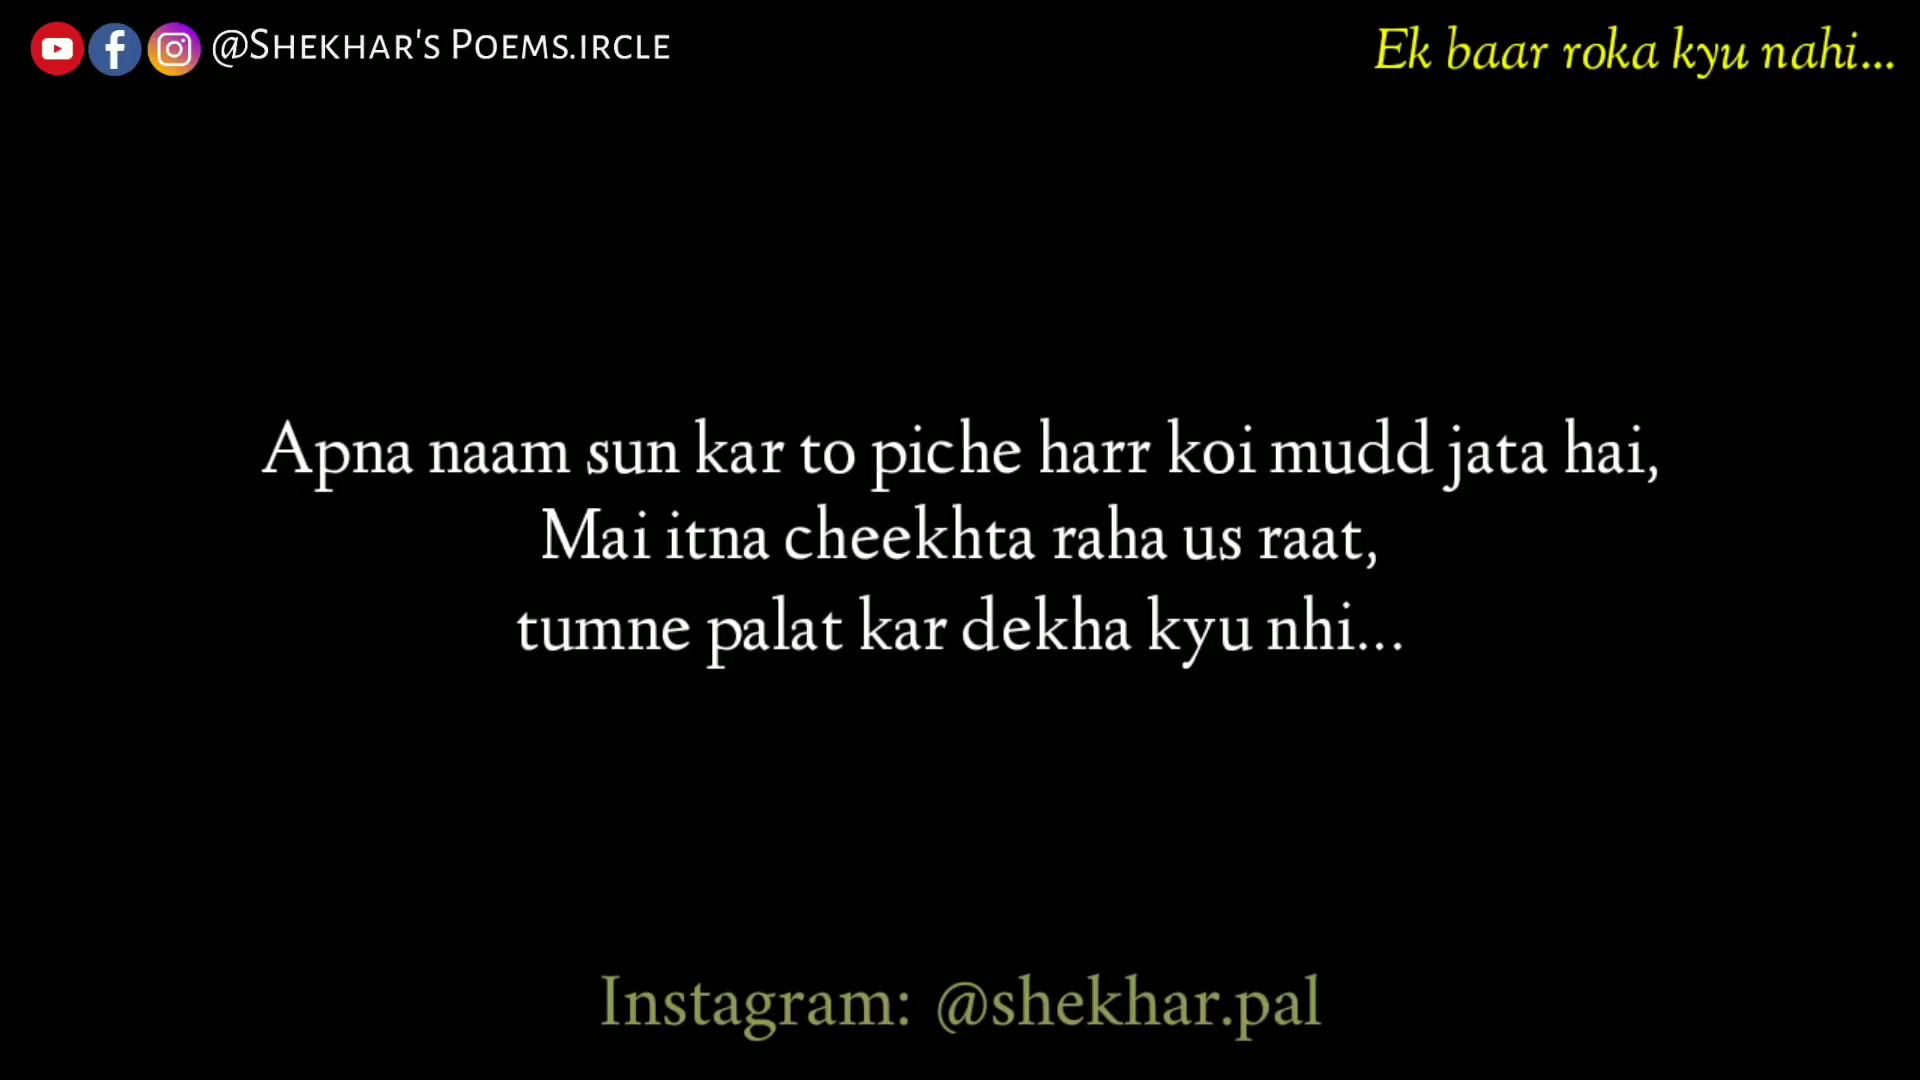 @Shekhar's Poems.ircle
Ek baar roka kyu nahi...
Apna naam sun kar to piche harr koi mudd jata hai,
Mai itna cheekhta raha us raat,
tumne palat kar dekha kyu nhi...
Instagram: @shekhar.pal